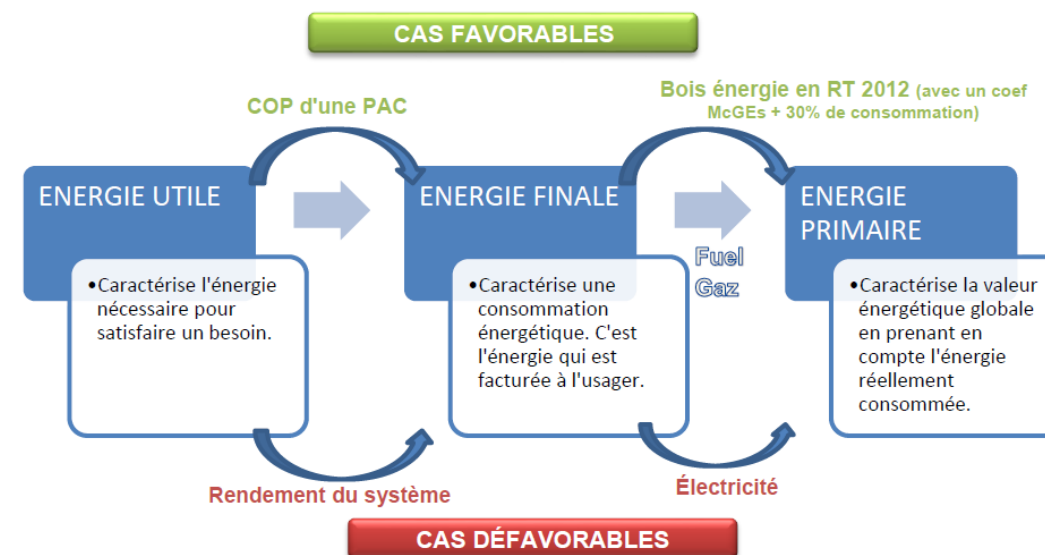 CAS FAVORABLES
COP d'une PAC
Bois énergie en RT 2012 (avec un coef
McGEs + 30% de consommation)
ENERGIE UTILE
•Caractérise l'énergie
nécessaire pour
satisfaire un besoin.
ENERGIE FINALE
•Caractérise une
consommation
énergétique. C'est
l'énergie qui est
facturée à l'usager.
Fuel
Gaz
ENERGIE
PRIMAIRE
•Caractérise la valeur
énergétique globale
en prenant en
compte l'énergie
réellement
consommée.
Rendement du système
Électricité
CAS DÉFAVORABLES